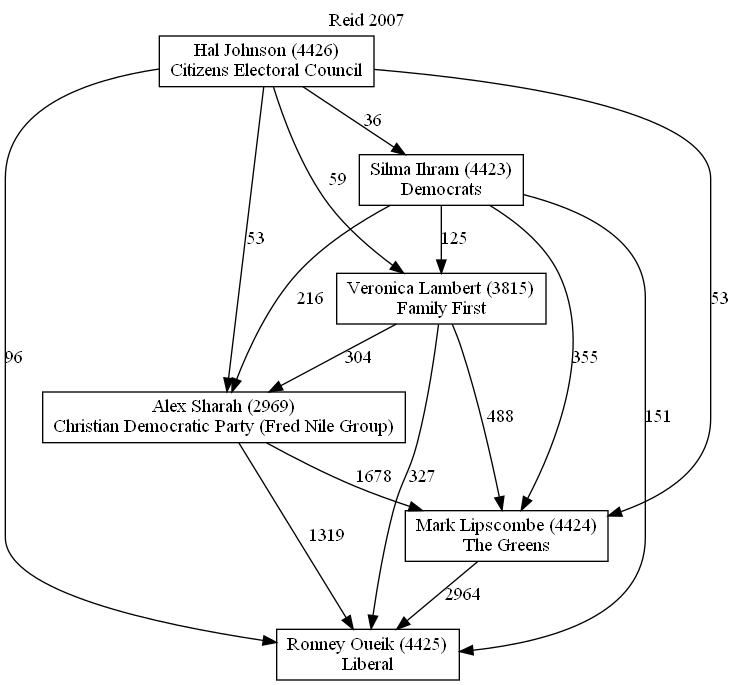 Reid 2007
Hal Johnson (4426)
Citizens Electoral Council
36
Silma Ihram (4423)
Democrats
59
53
125
216
53
96
355
151
Veronica Lambert (3815)
Family First
304
488
327
Alex Sharah (2969)
Christian Democratic Party (Fred Nile Group)
1678
1319
Mark Lipscombe (4424)
The Greens
2964
Ronney Oueik (4425)
Liberal